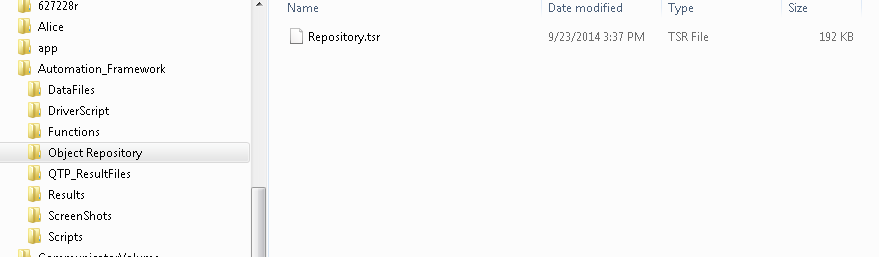 627228r
Alice
app
Automation_Framework
DataFiles
DriverScript
Functions
Object Repository
QTP_ResultFiles
Results
ScreenShots
Scripts
CommunicatorVolume
Name Date modified Type Size
Repository.tsr 9/23/2014 3:37 PM TSR File 192 KB